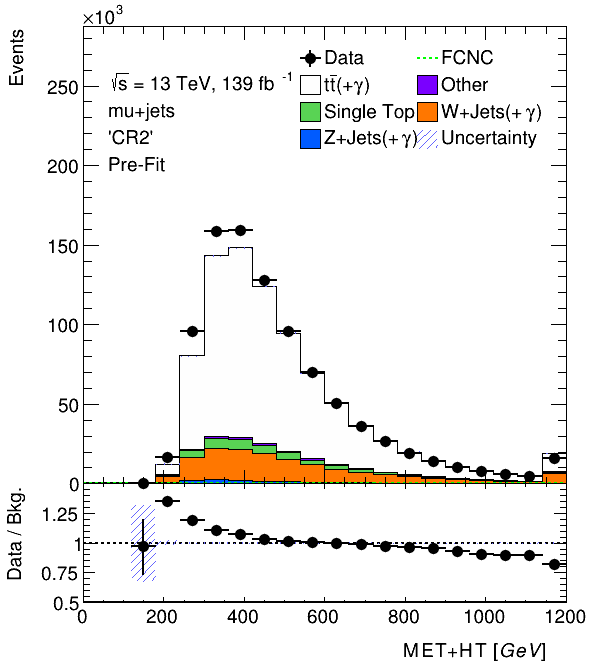 ×10³
Events
√s = 13 TeV, 139 fb⁻¹
mu+jets
'CR2'
Pre-Fit
Data
FCNC
tt̄(+γ)
Other
Single Top
W+Jets(+γ)
Z+Jets(+γ)
Uncertainty
250
200
150
100
50
0
Data / Bkg.
1.25
1
0.75
0.5
0 200 400 600 800 1000 1200
MET+HT [GeV]